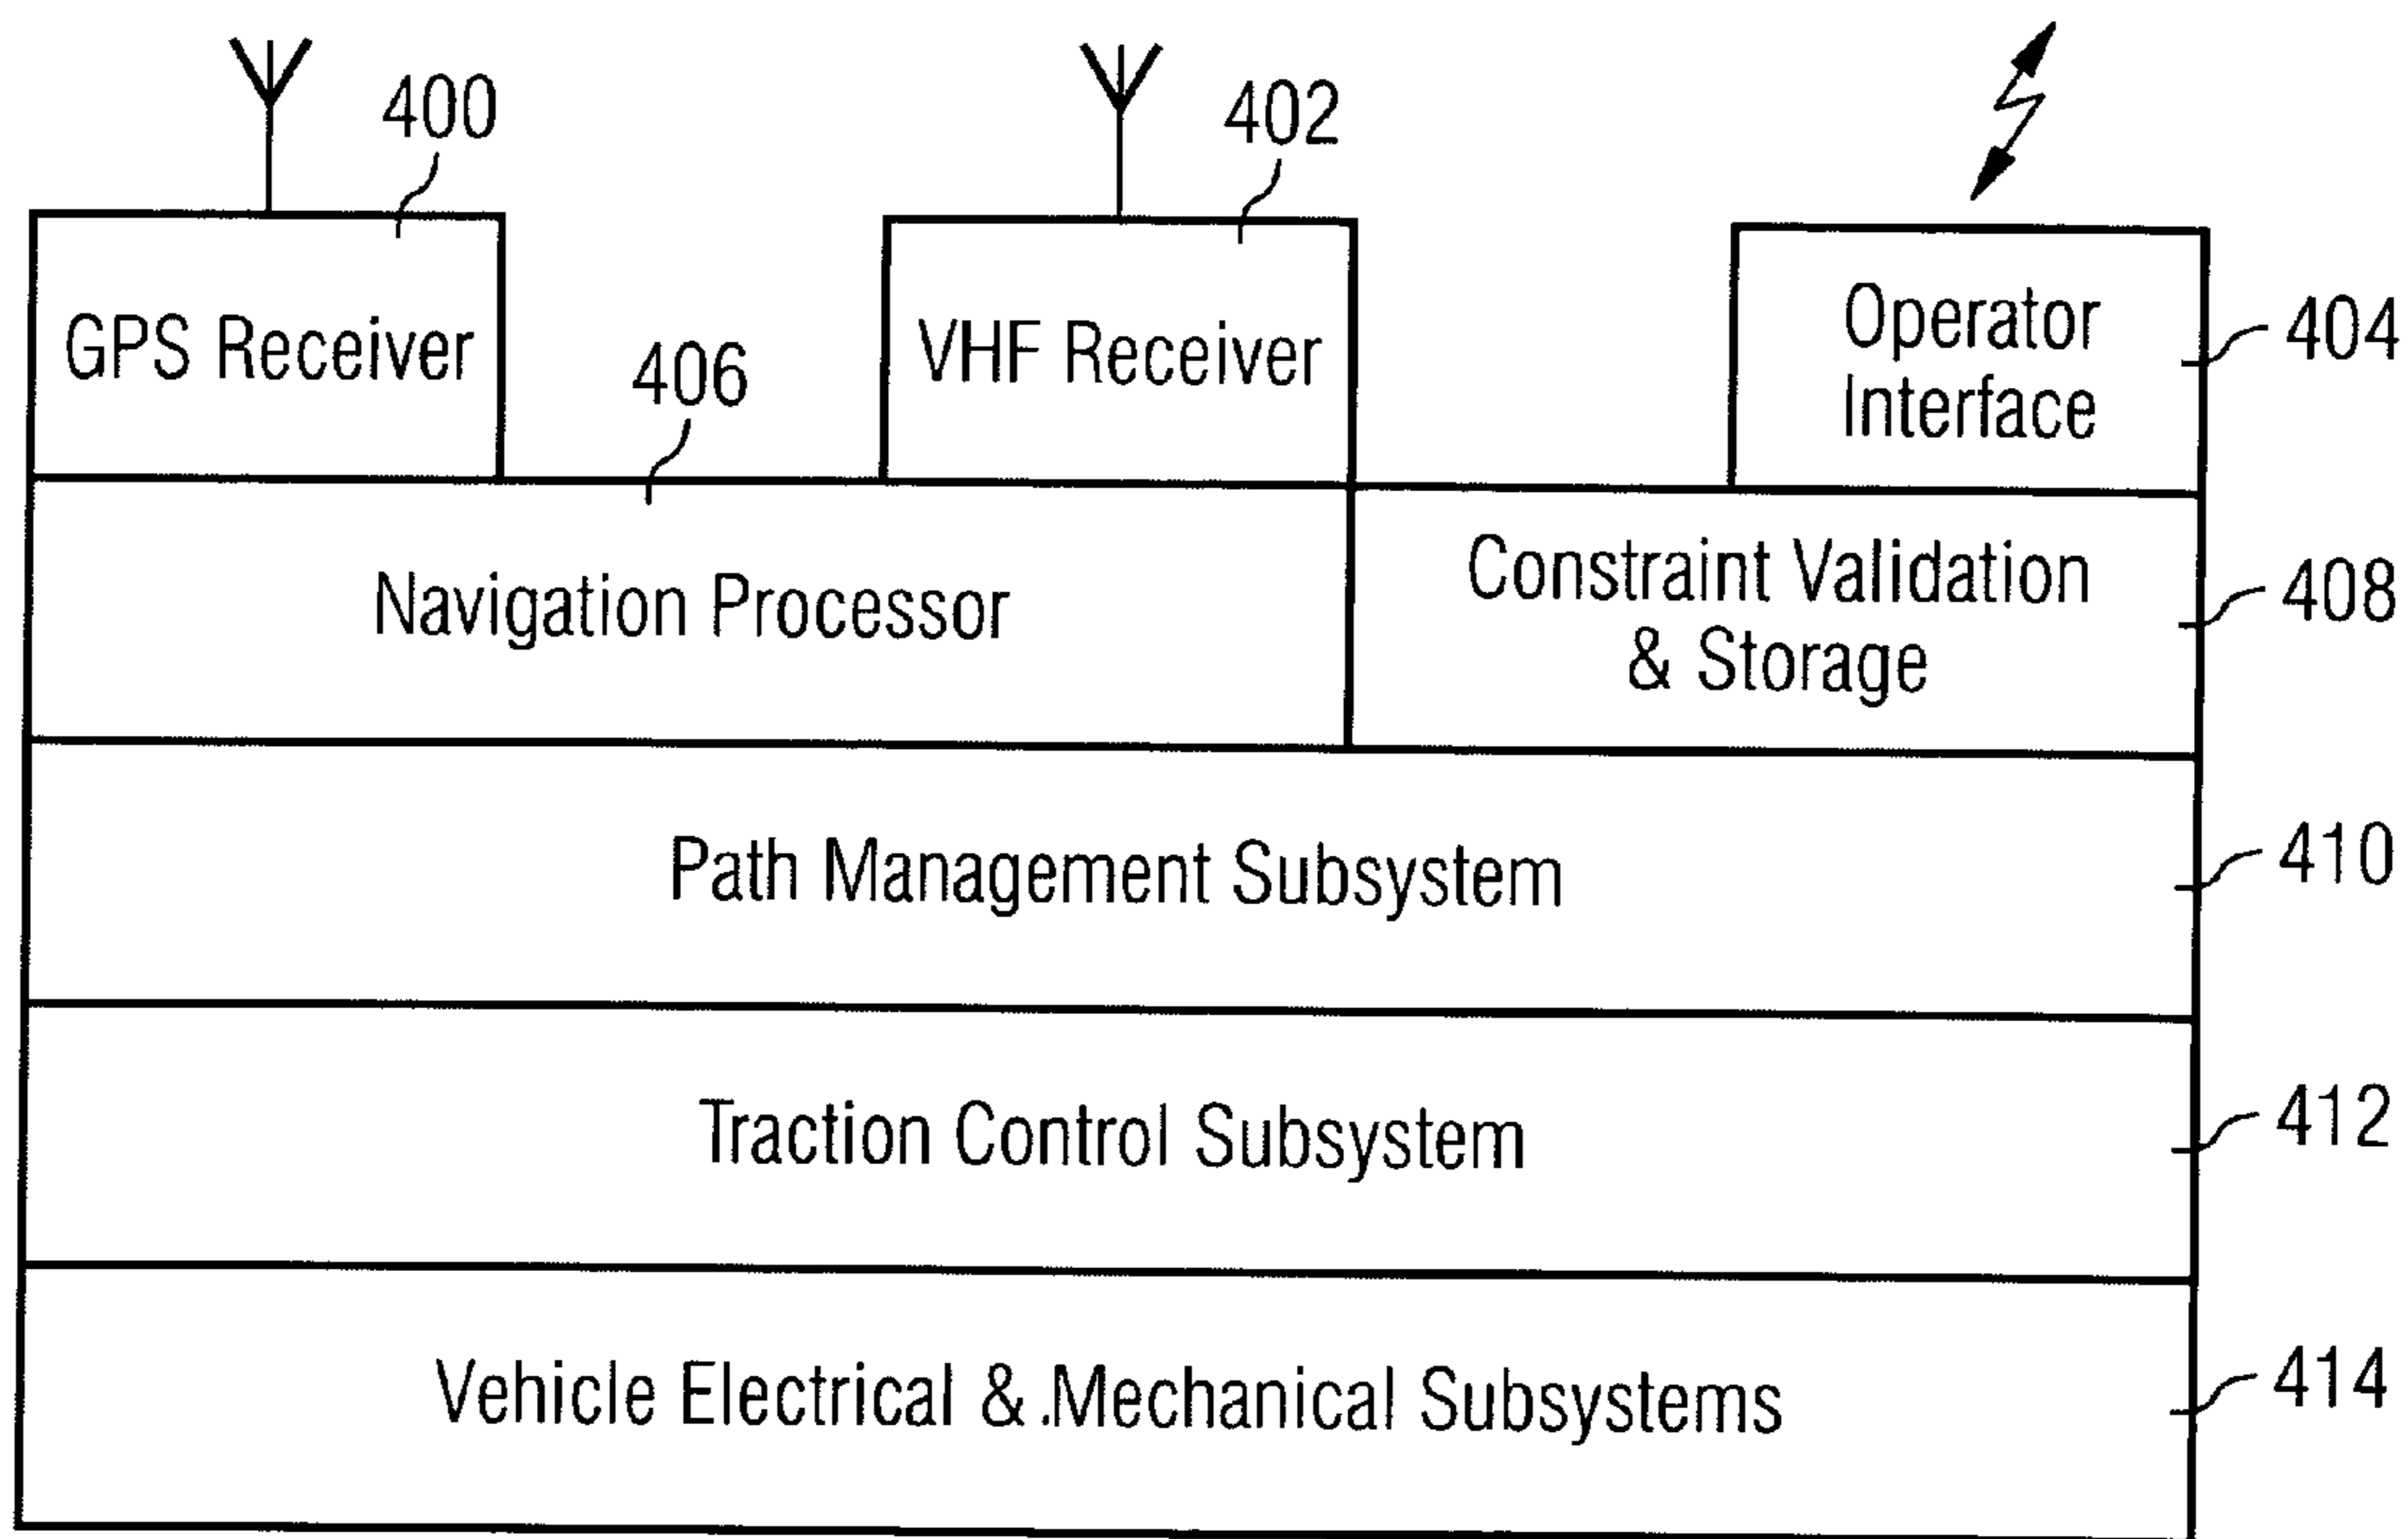 400
402
GPS Receiver
406
VHF Receiver
Operator
Interface
404
Navigation Processor
Constraint Validation
& Storage
408
Path Management Subsystem
410
Traction Control Subsystem
412
Vehicle Electrical & Mechanical Subsystems
414